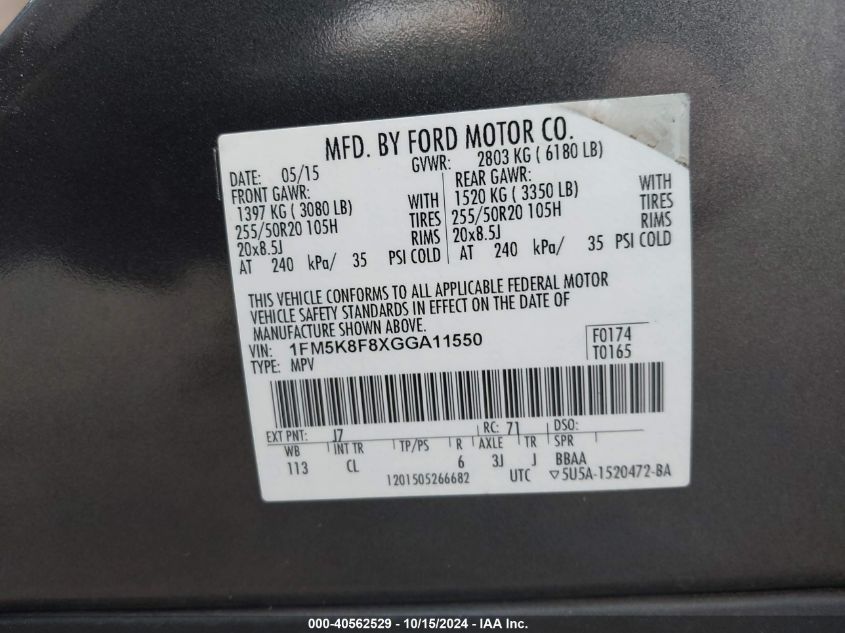 MFD. BY FORD MOTOR CO.
DATE: 05/15 GVWR: 2803 KG ( 6180 LB)
FRONT GAWR: REAR GAWR:
1397 KG ( 3080 LB) WITH 1520 KG ( 3350 LB) WITH
255/50R20 105H TIRES 255/50R20 105H TIRES
20x8.5J RIMS 20x8.5J RIMS
AT 240 kPa/ 35 PSI COLD AT 240 kPa/ 35 PSI COLD
THIS VEHICLE CONFORMS TO ALL APPLICABLE FEDERAL MOTOR
VEHICLE SAFETY STANDARDS IN EFFECT ON THE DATE OF
MANUFACTURE SHOWN ABOVE.
VIN: 1FM5K8F8XGGA11550 F0174
TYPE: MPV T0165
EXT PNT: J7 RC: 71 DSO:
WB INT TR TP/PS R AXLE TR SPR
113 CL 6 3J J BBAA
1201505266682 UTC ▽5U5A-1520472-BA
000-40562529 - 10/15/2024 - IAA Inc.